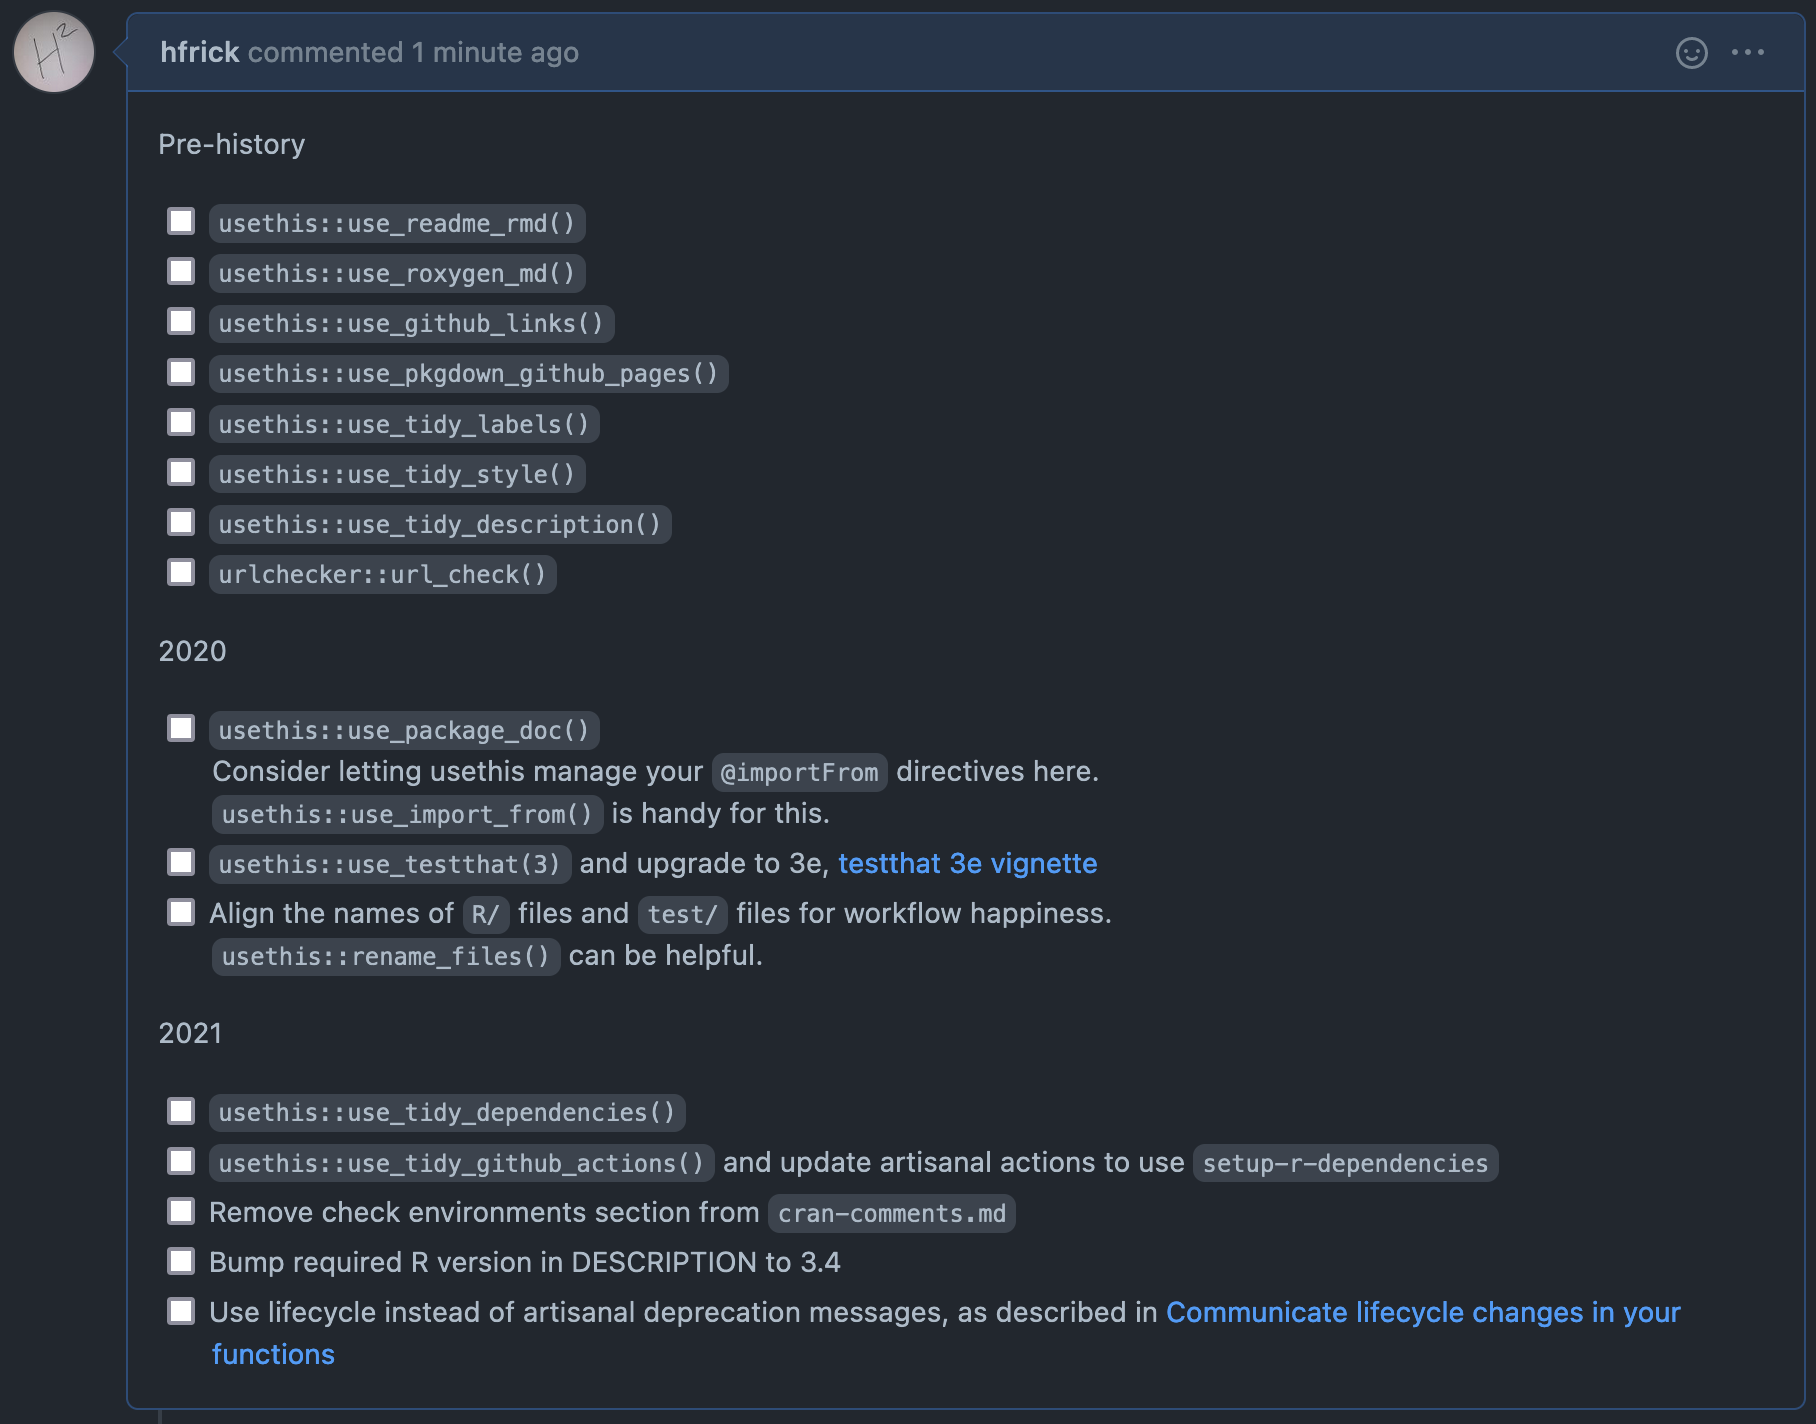 H²
hfrick commented 1 minute ago
Pre-history
usethis::use_readme_rmd()
usethis::use_roxygen_md()
usethis::use_github_links()
usethis::use_pkgdown_github_pages()
usethis::use_tidy_labels()
usethis::use_tidy_style()
usethis::use_tidy_description()
urlchecker::url_check()
2020
usethis::use_package_doc()
Consider letting usethis manage your @importFrom directives here.
usethis::use_import_from() is handy for this.
usethis::use_testthat(3) and upgrade to 3e, testthat 3e vignette
Align the names of R/ files and test/ files for workflow happiness.
usethis::rename_files() can be helpful.
2021
usethis::use_tidy_dependencies()
usethis::use_tidy_github_actions() and update artisanal actions to use setup-r-dependencies
Remove check environments section from cran-comments.md
Bump required R version in DESCRIPTION to 3.4
Use lifecycle instead of artisanal deprecation messages, as described in Communicate lifecycle changes in your
functions